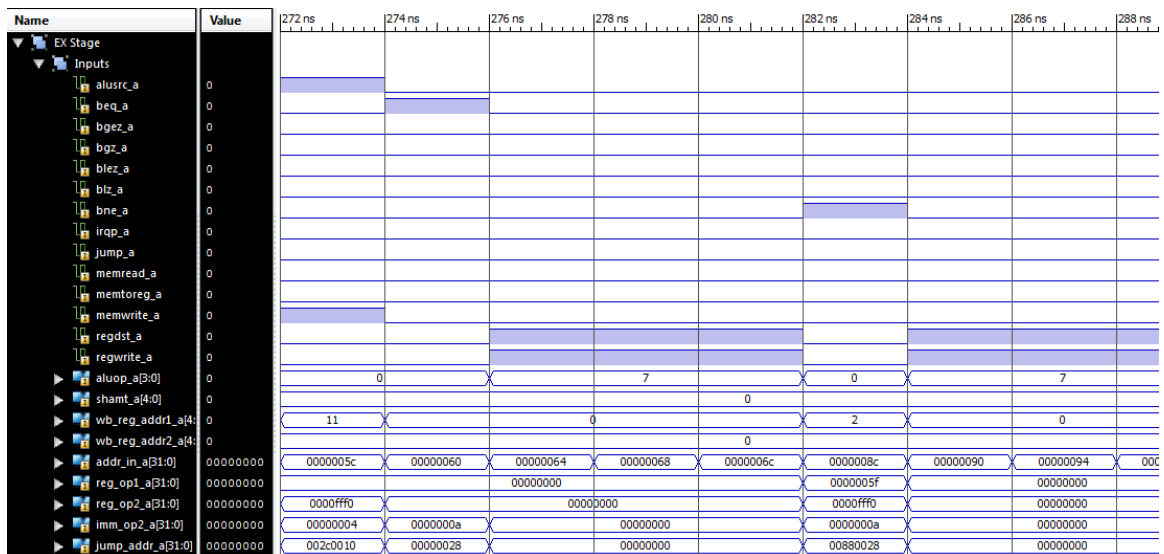 Name Value 272 ns 274 ns 276 ns 278 ns 280 ns 282 ns 284 ns 286 ns 288 ns
EX Stage
Inputs
alusrc_a 0
beq_a 0
bgez_a 0
bgz_a 0
blez_a 0
blz_a 0
bne_a 0
irqp_a 0
jump_a 0
memread_a 0
memtoreg_a 0
memwrite_a 0
regdst_a 0
regwrite_a 0
aluop_a[3:0] 0 0 7 0 7
shamt_a[4:0] 0 0
wb_reg_addr1_a[4: 0 11 0 2 0
wb_reg_addr2_a[4: 0 0
addr_in_a[31:0] 00000000 0000005c 00000060 00000064 00000068 0000006c 0000008c 00000090 00000094 000
reg_op1_a[31:0] 00000000 00000000 0000005f 00000000
reg_op2_a[31:0] 00000000 0000fff0 00000000 0000fff0 00000000
imm_op2_a[31:0] 00000000 00000004 0000000a 00000000 0000000a 00000000
jump_addr_a[31:0] 00000000 002c0010 00000028 00000000 00880028 00000000